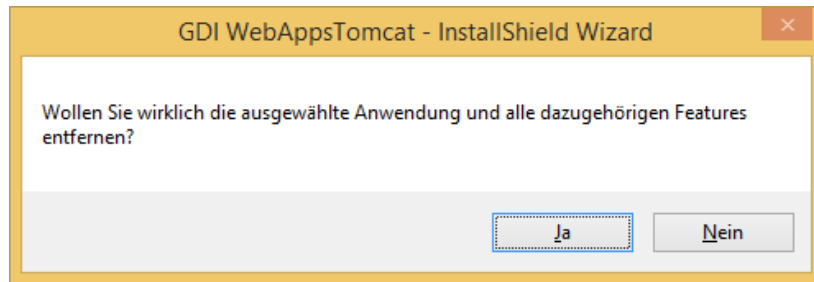 GDI WebAppsTomcat - InstallShield Wizard
Wollen Sie wirklich die ausgewählte Anwendung und alle dazugehörigen Features
entfernen?
Ja
Nein